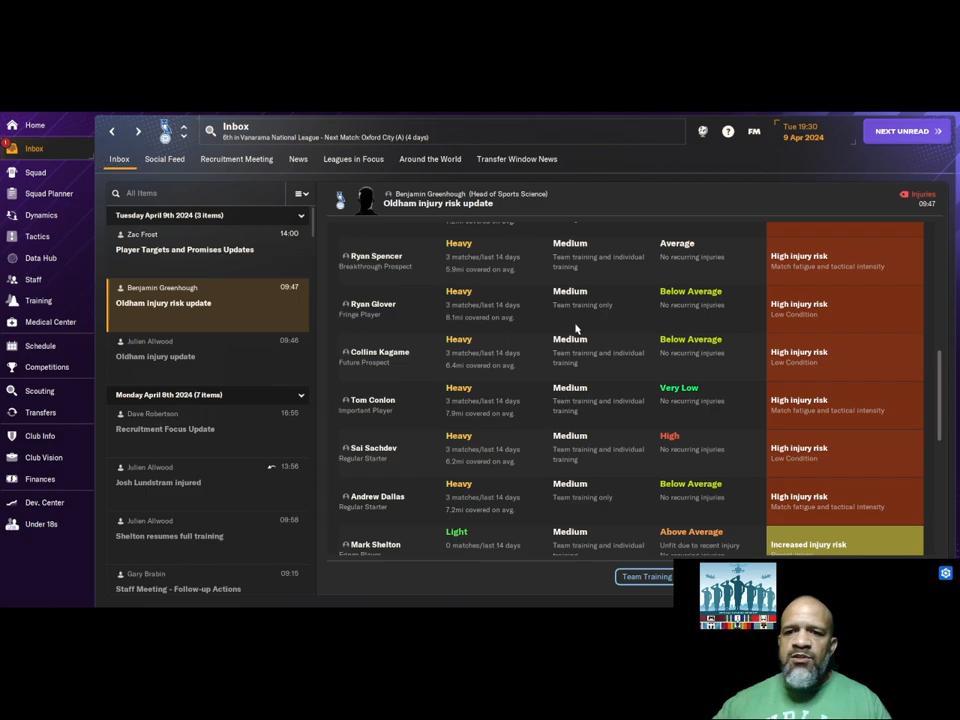 Home
Inbox
Squad
Squad Planner
Dynamics
Tactics
Data Hub
Staff
Training
Medical Center
Schedule
Competitions
Scouting
Transfers
Club Info
Club Vision
Finances
Dev. Center
Under 18s
Inbox
6th in Vanarama National League - Next Match: Oxford City (A) (4 days)
?
FM
Tue 19:30
9 Apr 2024
NEXT UNREAD
Inbox
Social Feed
Recruitment Meeting
News
Leagues in Focus
Around the World
Transfer Window News
All Items
Tuesday April 9th 2024 (3 items)
Zac Frost
14:00
Player Targets and Promises Updates
Benjamin Greenhough
09:47
Oldham injury risk update
Julien Allwood
09:46
Oldham injury update
Monday April 8th 2024 (7 items)
Dave Robertson
16:55
Recruitment Focus Update
Julien Allwood
13:56
Josh Lundstram injured
Julien Allwood
09:58
Shelton resumes full training
Gary Brabin
09:15
Staff Meeting - Follow-up Actions
Benjamin Greenhough (Head of Sports Science)
Oldham injury risk update
Injuries
09:47
Ryan Spencer
Breakthrough Prospect
Heavy
3 matches/last 14 days
5.9mi covered on avg.
Medium
Team training and individual
training
Average
No recurring injuries
High injury risk
Match fatigue and tactical intensity
Ryan Glover
Fringe Player
Heavy
3 matches/last 14 days
8.1mi covered on avg.
Medium
Team training only
Below Average
No recurring injuries
High injury risk
Low Condition
Collins Kagame
Future Prospect
Heavy
3 matches/last 14 days
6.4mi covered on avg.
Medium
Team training and individual
training
Below Average
No recurring injuries
High injury risk
Low Condition
Tom Conlon
Important Player
Heavy
3 matches/last 14 days
7.9mi covered on avg.
Medium
Team training and individual
training
Very Low
No recurring injuries
High injury risk
Match fatigue and tactical intensity
Sai Sachdev
Regular Starter
Heavy
3 matches/last 14 days
6.2mi covered on avg.
Medium
Team training and individual
training
High
No recurring injuries
High injury risk
Low Condition
Andrew Dallas
Regular Starter
Heavy
3 matches/last 14 days
7.2mi covered on avg.
Medium
Team training only
Below Average
No recurring injuries
High injury risk
Match fatigue and tactical intensity
Mark Shelton
Fringe Player
Light
0 matches/last 14 days
Medium
Team training and individual
Above Average
Unfit due to recent injury
No recurring injuries
Increased injury risk
Team Training